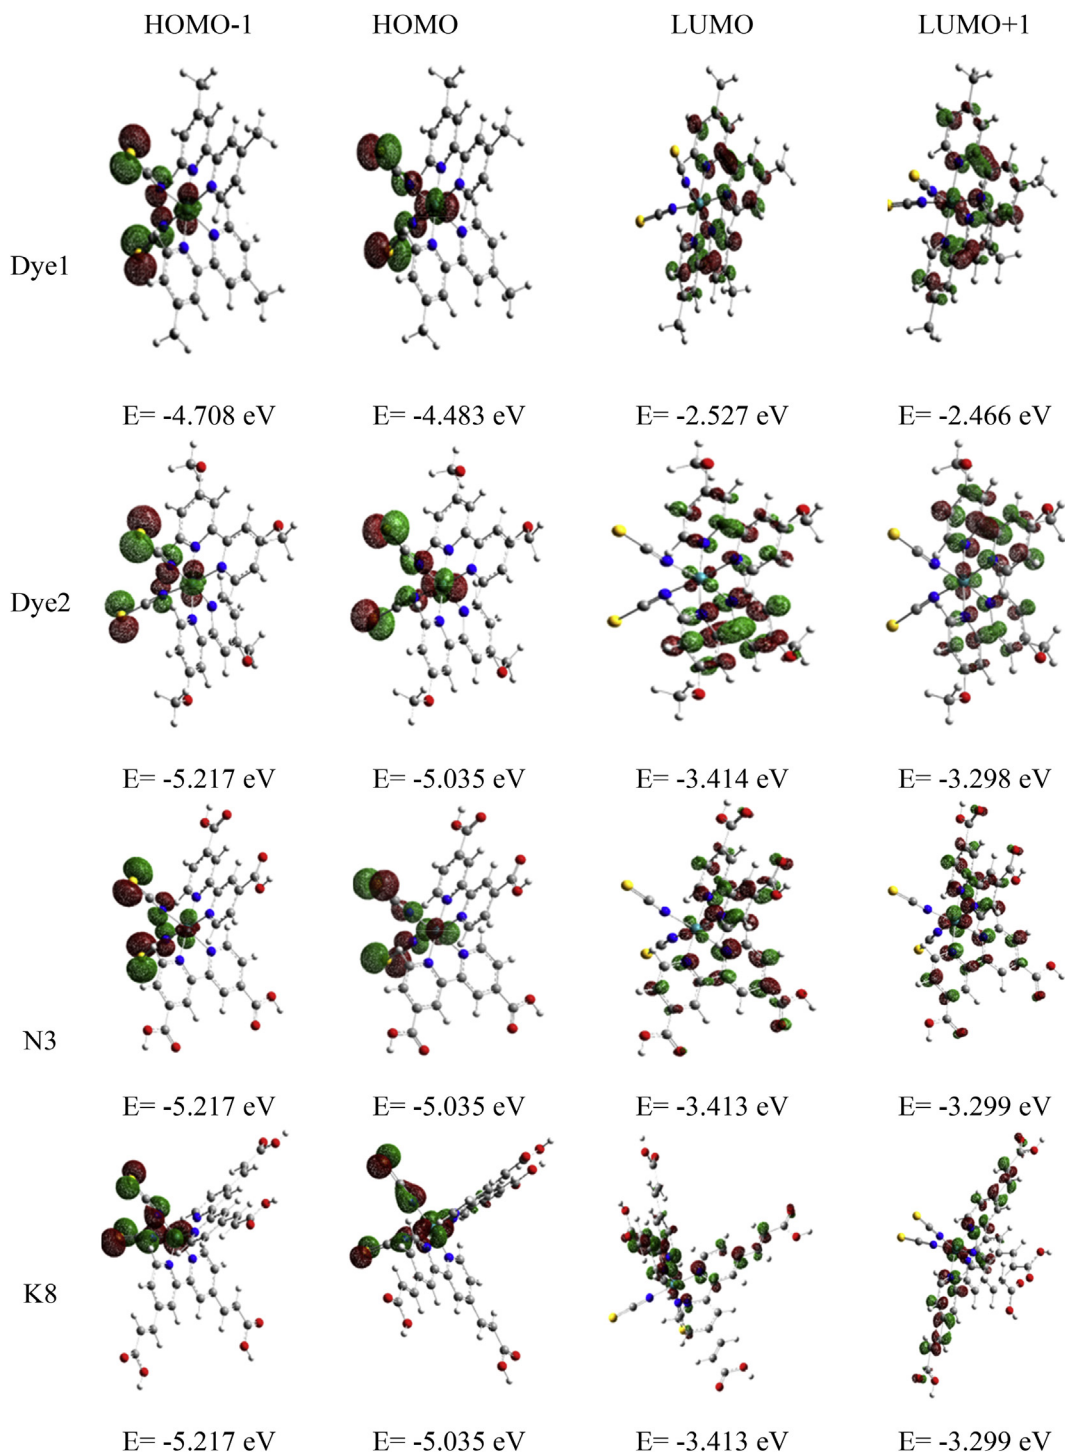 HOMO-1 HOMO LUMO LUMO+1
Dye1
E= -4.708 eV E= -4.483 eV E= -2.527 eV E= -2.466 eV
Dye2
E= -5.217 eV E= -5.035 eV E= -3.414 eV E= -3.298 eV
N3
E= -5.217 eV E= -5.035 eV E= -3.413 eV E= -3.299 eV
K8
E= -5.217 eV E= -5.035 eV E= -3.413 eV E= -3.299 eV